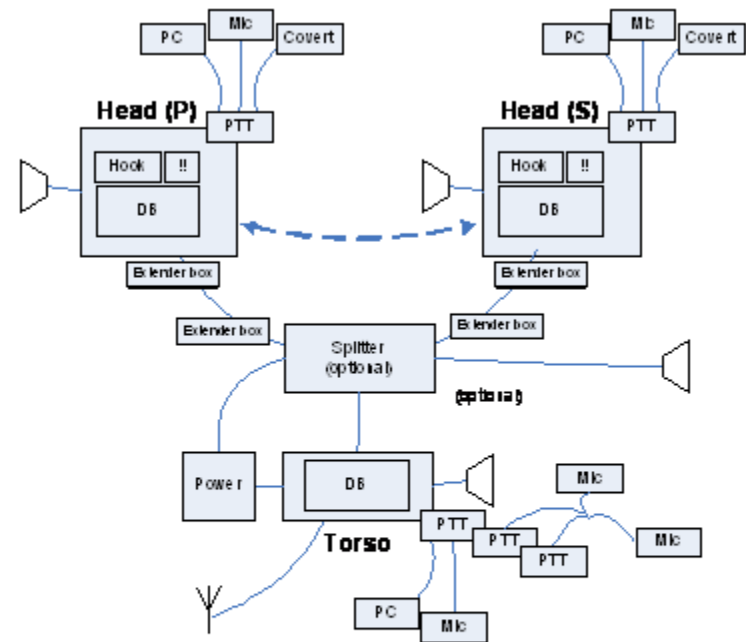 Mic
Mic
PC
Covert
PC
Covert
Head (P)
PTT
Head (S)
PTT
Hook
!!
Hook
!!
DB
DB
Extender box
Extender box
Extender box
Extender box
Splitter
(optional)
(optional)
Power
DB
Mic
PTT
PTT
Mic
Torso
PTT
PC
Mic